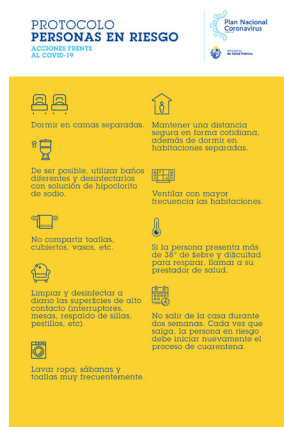 PROTOCOLO
PERSONAS EN RIESGO
ACCIONES FRENTE
AL COVID-19
Plan Nacional
Coronavirus
Ministerio
de Salud Pública
Dormir en camas separadas.
De ser posible, utilizar baños
diferentes y desinfectarlos
con solución de hipoclorito
de sodio.
No compartir toallas,
cubiertos, vasos, etc.
Limpiar y desinfectar a
diario las superficies de alto
contacto (interruptores,
mesas, respaldo de sillas,
pestillos, etc).
Lavar ropa, sábanas y
toallas muy frecuentemente.
Mantener una distancia
segura en forma cotidiana,
además de dormir en
habitaciones separadas.
Ventilar con mayor
frecuencia las habitaciones.
Si la persona presenta más
de 38° de fiebre y dificultad
para respirar, llamar a su
prestador de salud.
No salir de la casa durante
dos semanas. Cada vez que
salga, la persona en riesgo
debe iniciar nuevamente el
proceso de cuarentena.